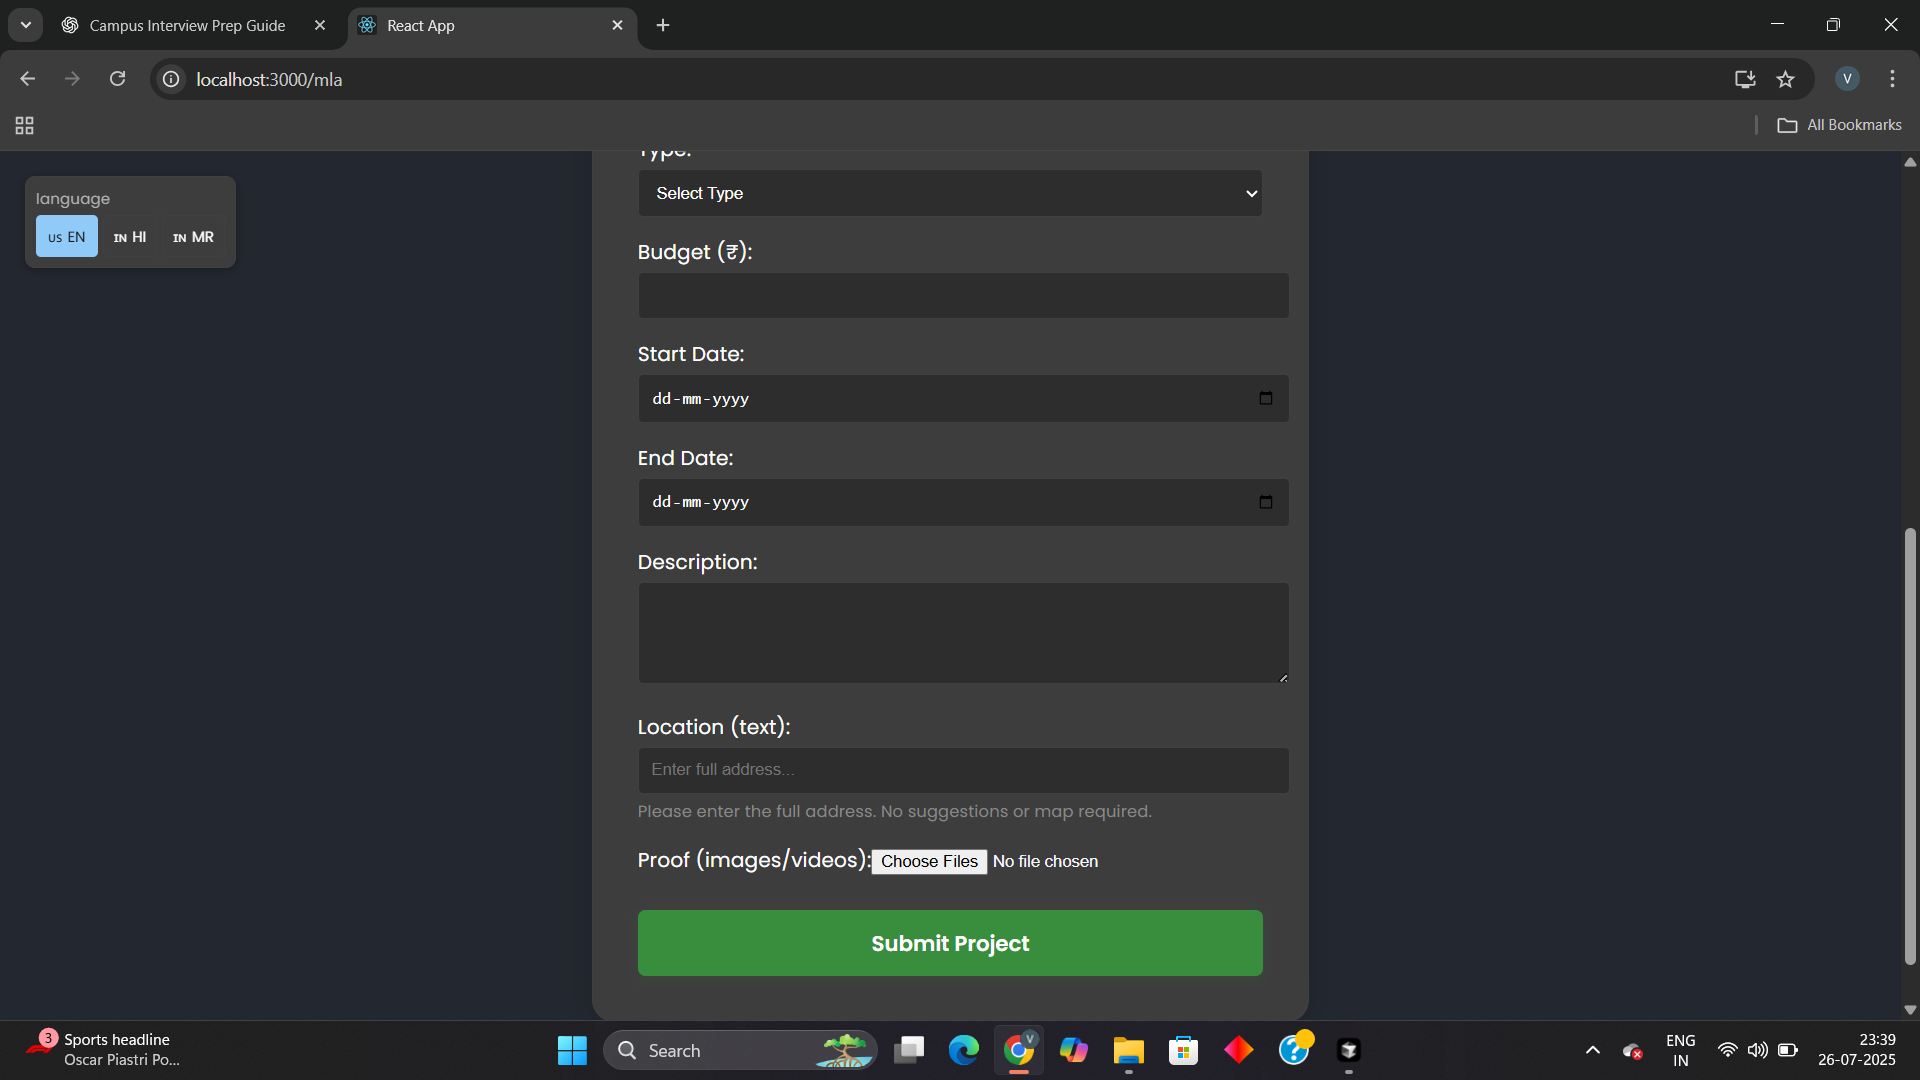 Campus Interview Prep Guide
React App
localhost:3000/mla
V
All Bookmarks
Type:
language
US EN
IN HI
IN MR
Select Type
Budget (₹):
Start Date:
dd-mm-yyyy
End Date:
dd-mm-yyyy
Description:
Location (text):
Enter full address...
Please enter the full address. No suggestions or map required.
Proof (images/videos): Choose Files No file chosen
Submit Project
3
Sports headline
Oscar Piastri Po...
Search
V
ENG
IN
23:39
26-07-2025